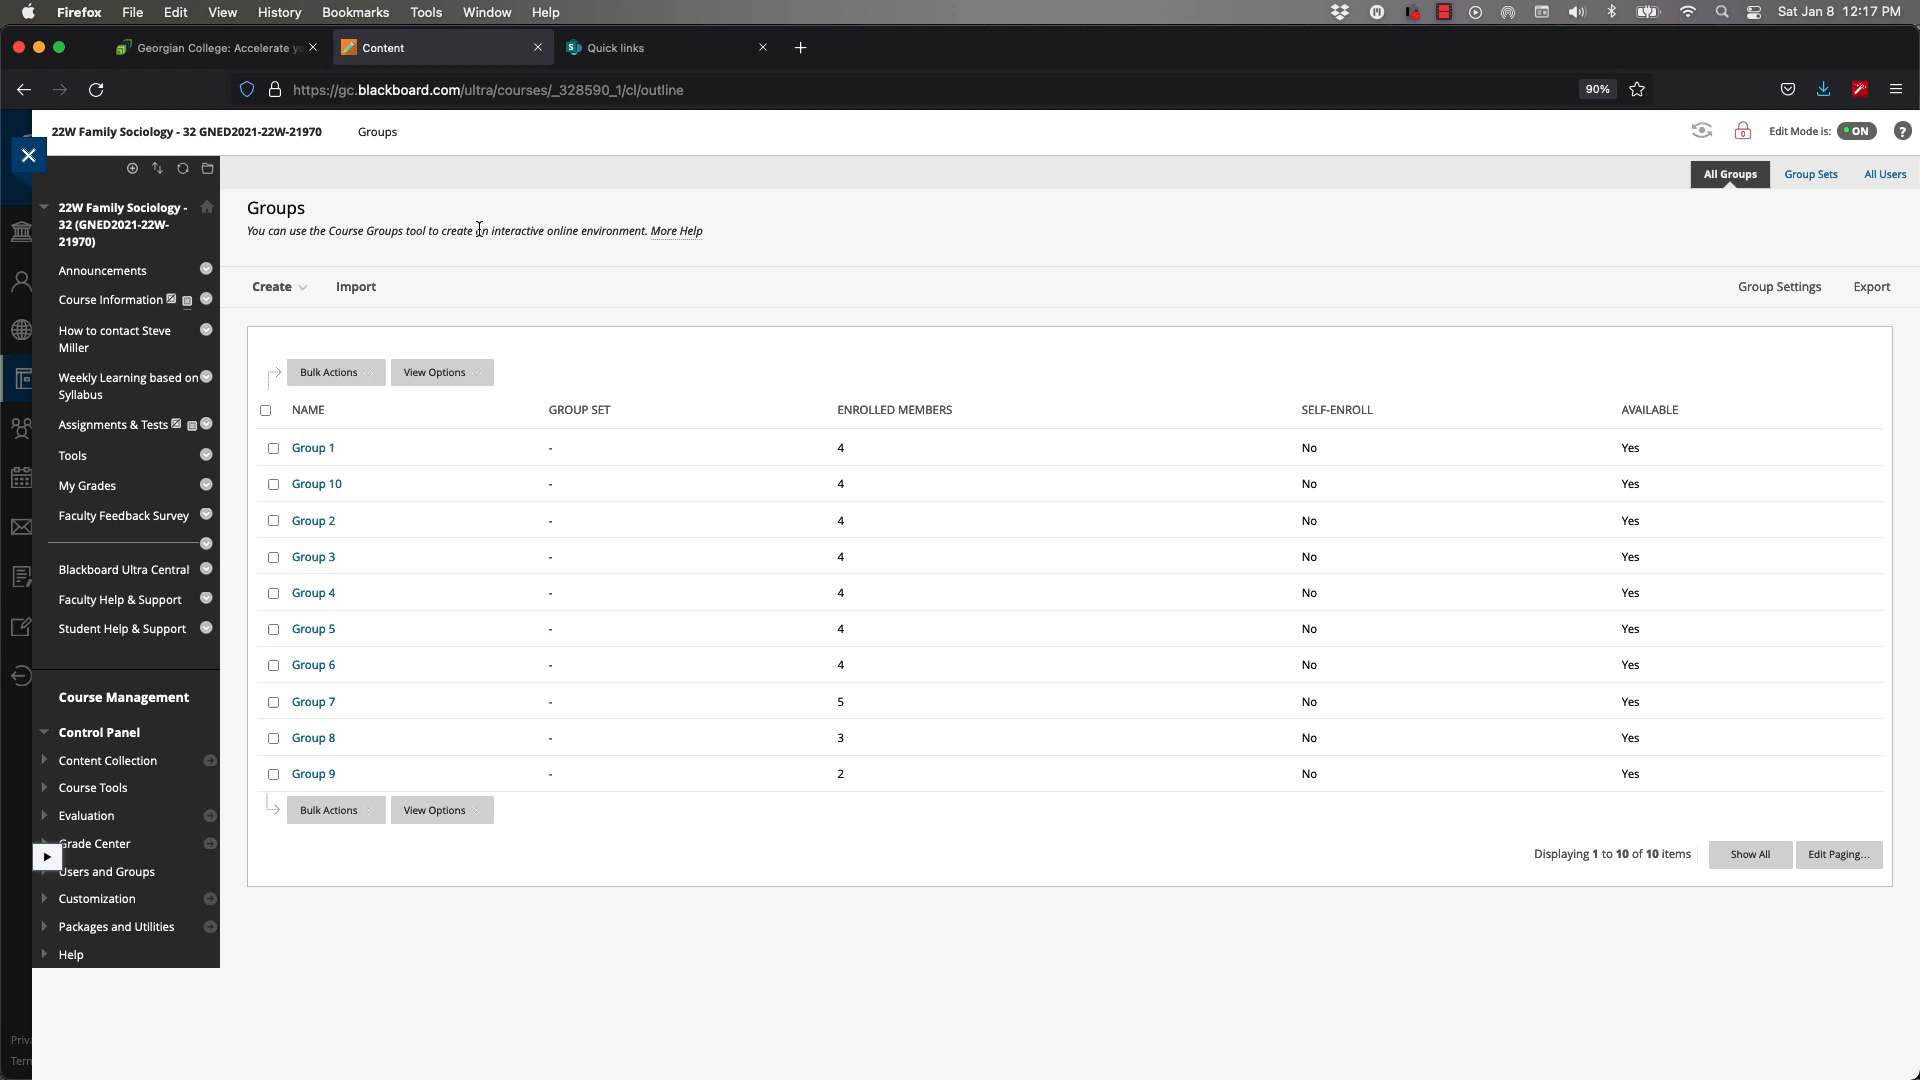 Firefox File Edit View History Bookmarks Tools Window Help Sat Jan 8 12:17 PM
Georgian College: Accelerate yo Content Quick links
https://gc.blackboard.com/ultra/courses/_328590_1/cl/outline 90%
22W Family Sociology - 32 GNED2021-22W-21970 Groups Edit Mode is: ON ?
All Groups Group Sets All Users
22W Family Sociology -
32 (GNED2021-22W-
21970)
Announcements
Course Information
How to contact Steve
Miller
Weekly Learning based on
Syllabus
Assignments & Tests
Tools
My Grades
Faculty Feedback Survey
Blackboard Ultra Central
Faculty Help & Support
Student Help & Support
Course Management
Control Panel
Content Collection
Course Tools
Evaluation
Grade Center
Users and Groups
Customization
Packages and Utilities
Help
Groups
You can use the Course Groups tool to create an interactive online environment. More Help
Create Import Group Settings Export
Bulk Actions View Options
NAME GROUP SET ENROLLED MEMBERS SELF-ENROLL AVAILABLE
Group 1 - 4 No Yes
Group 10 - 4 No Yes
Group 2 - 4 No Yes
Group 3 - 4 No Yes
Group 4 - 4 No Yes
Group 5 - 4 No Yes
Group 6 - 4 No Yes
Group 7 - 5 No Yes
Group 8 - 3 No Yes
Group 9 - 2 No Yes
Bulk Actions View Options
Displaying 1 to 10 of 10 items Show All Edit Paging...